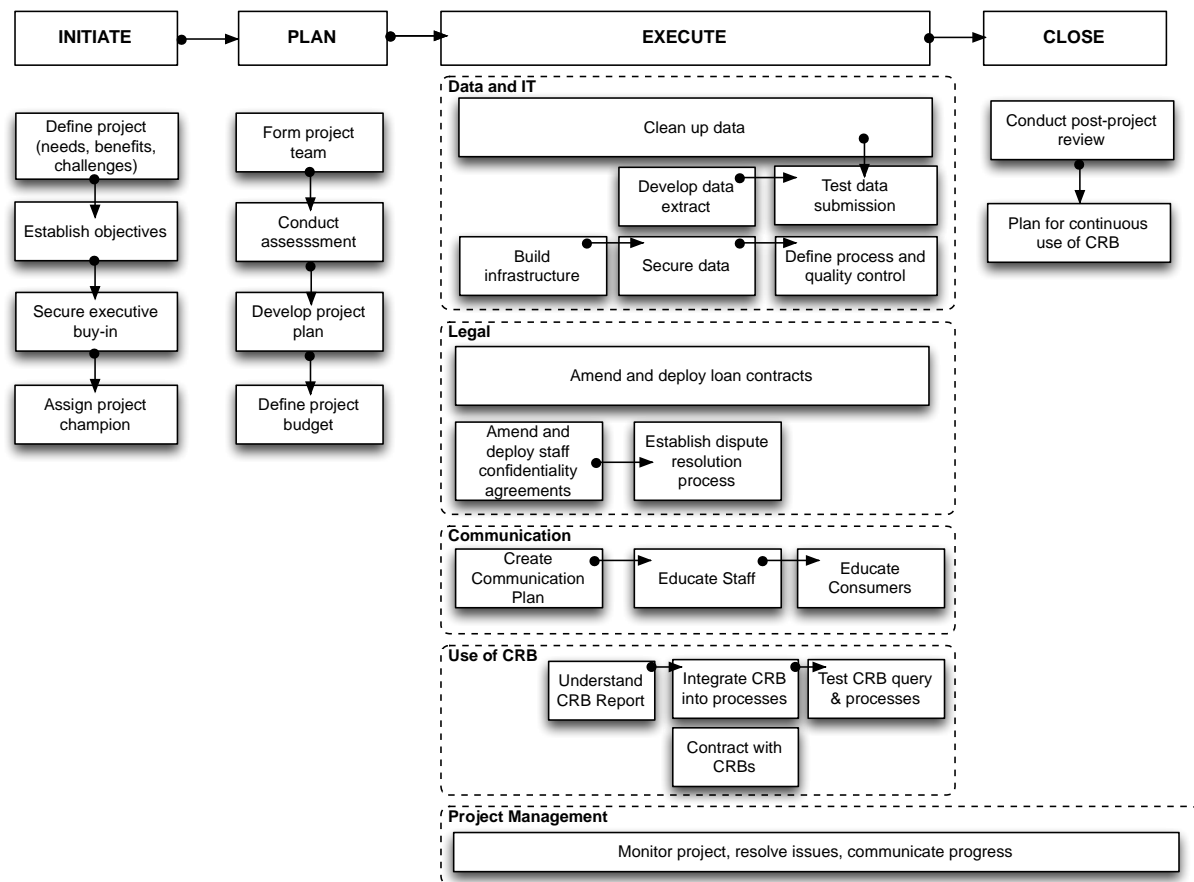 INITIATE
PLAN
EXECUTE
CLOSE
Define project
(needs, benefits,
challenges)
Establish objectives
Secure executive
buy-in
Assign project
champion
Form project
team
Conduct
assesssment
Develop project
plan
Define project
budget
Data and IT
Clean up data
Develop data
extract
Test data
submission
Build
infrastructure
Secure data
Define process and
quality control
Legal
Amend and deploy loan contracts
Amend and
deploy staff
confidentiality
agreements
Establish dispute
resolution
process
Communication
Create
Communication
Plan
Educate Staff
Educate
Consumers
Use of CRB
Understand
CRB Report
Integrate CRB
into processes
Test CRB query
& processes
Contract with
CRBs
Project Management
Monitor project, resolve issues, communicate progress
Conduct post-project
review
Plan for continuous
use of CRB